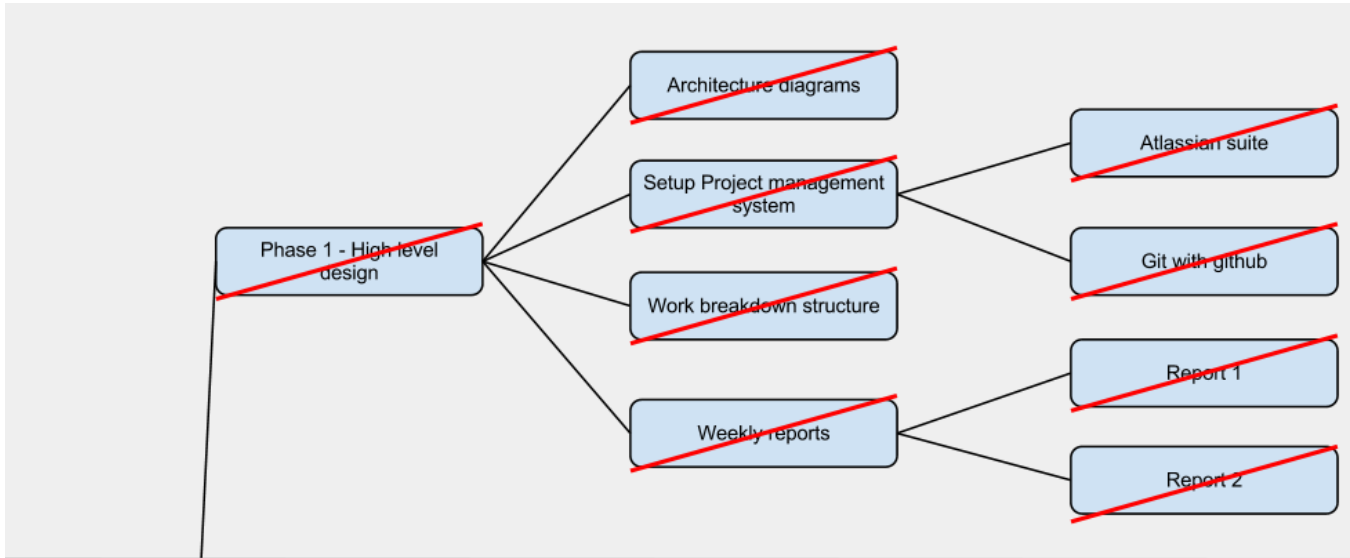 Architecture diagrams
Atlassian suite
Setup Project management
system
Phase 1 - High level
design
Git with github
Work breakdown structure
Report 1
Weekly reports
Report 2